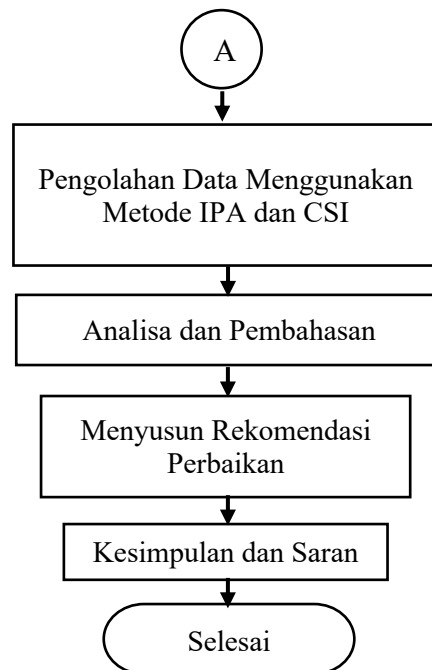 A
Pengolahan Data Menggunakan
Metode IPA dan CSI
Analisa dan Pembahasan
Menyusun Rekomendasi
Perbaikan
Kesimpulan dan Saran
Selesai